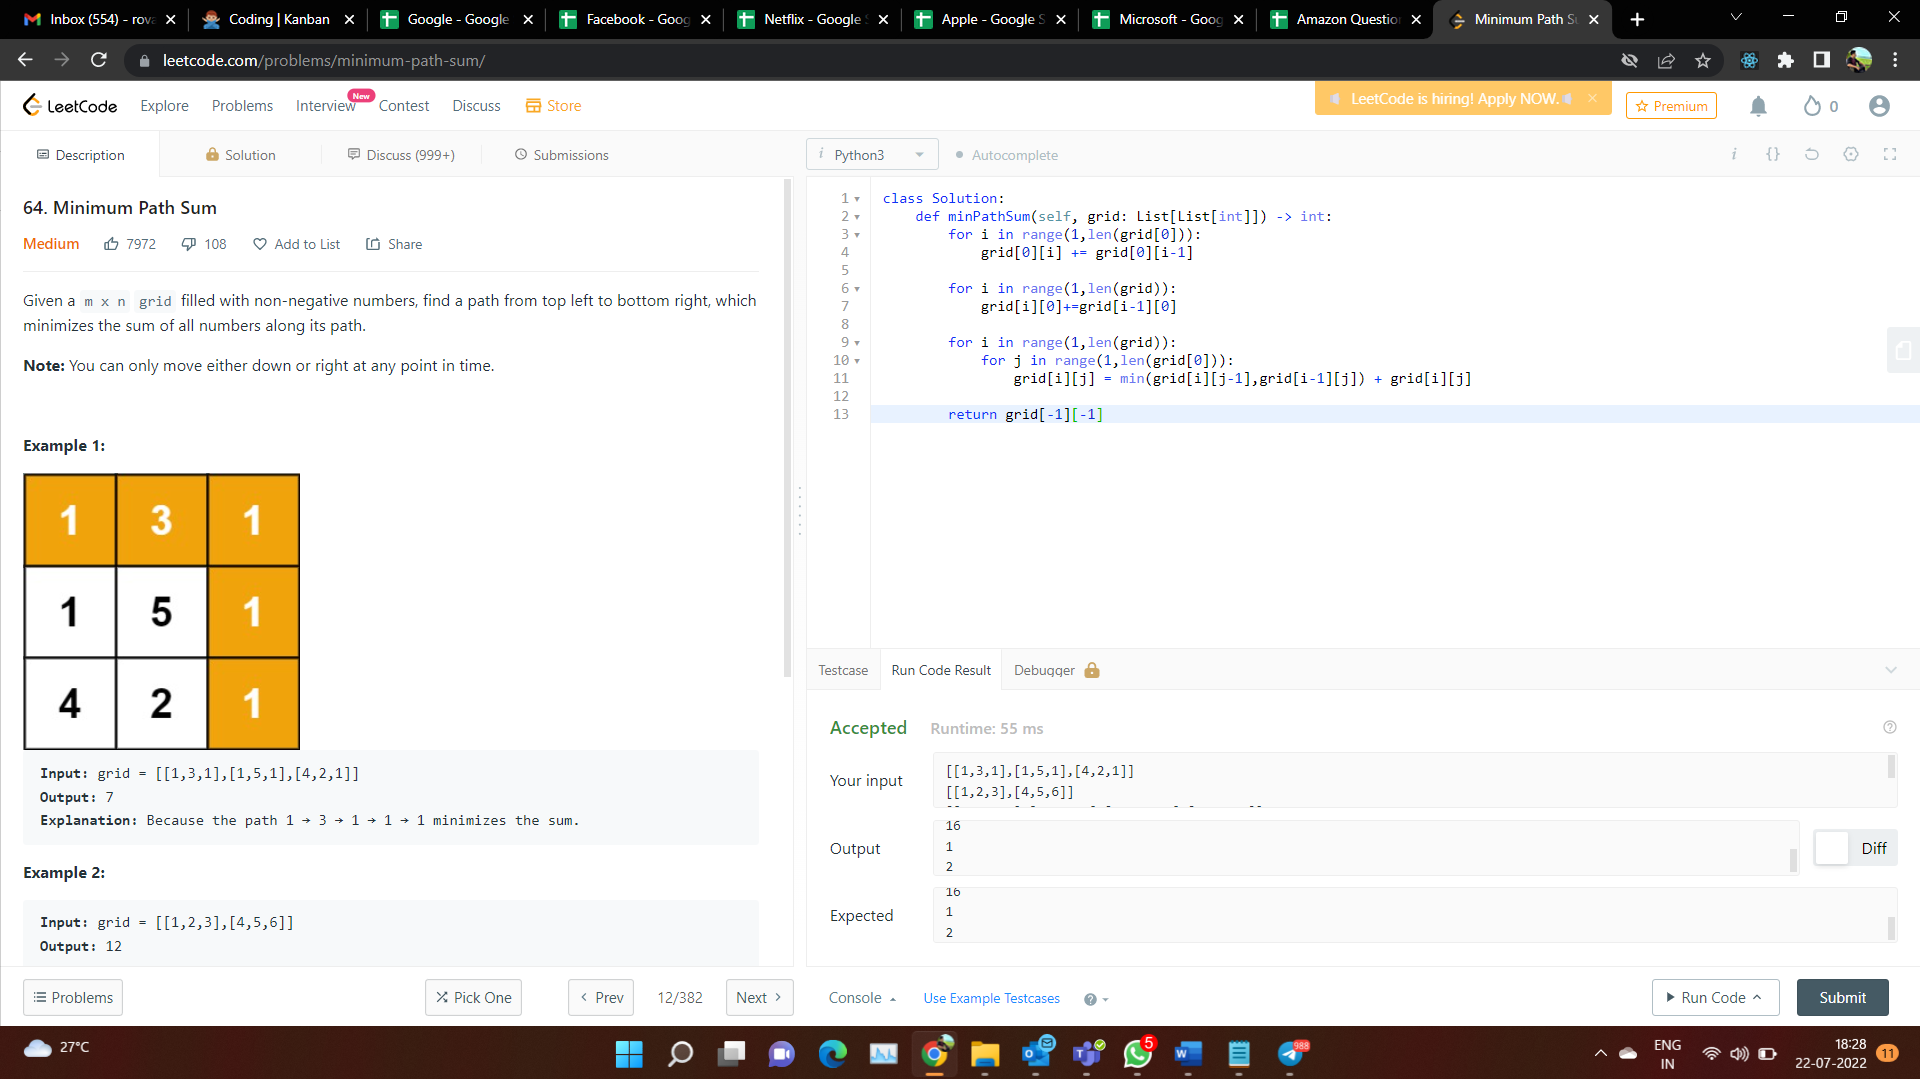 Inbox (554) - rova
Coding | Kanban
Google - Google
Facebook - Goog
Netflix - Google S
Apple - Google S
Microsoft - Goog
Amazon Question
Minimum Path Su
leetcode.com/problems/minimum-path-sum/
LeetCode
Explore
Problems
Interview
New
Contest
Discuss
Store
LeetCode is hiring! Apply NOW.
Premium
0
Description
Solution
Discuss (999+)
Submissions
i Python3
Autocomplete
64. Minimum Path Sum
Medium
7972
108
Add to List
Share
Given a m x n grid filled with non-negative numbers, find a path from top left to bottom right, which
minimizes the sum of all numbers along its path.
Note: You can only move either down or right at any point in time.
Example 1:
1 3 1
1 5 1
4 2 1
Input: grid = [[1,3,1],[1,5,1],[4,2,1]]
Output: 7
Explanation: Because the path 1 → 3 → 1 → 1 → 1 minimizes the sum.
Example 2:
Input: grid = [[1,2,3],[4,5,6]]
Output: 12
Problems
Pick One
Prev
12/382
Next
1 class Solution:
2 def minPathSum(self, grid: List[List[int]]) -> int:
3 for i in range(1,len(grid[0])):
4 grid[0][i] += grid[0][i-1]
5
6 for i in range(1,len(grid)):
7 grid[i][0]+=grid[i-1][0]
8
9 for i in range(1,len(grid)):
10 for j in range(1,len(grid[0])):
11 grid[i][j] = min(grid[i][j-1],grid[i-1][j]) + grid[i][j]
12
13 return grid[-1][-1]
Testcase
Run Code Result
Debugger
Accepted
Runtime: 55 ms
Your input
[[1,3,1],[1,5,1],[4,2,1]]
[[1,2,3],[4,5,6]]
Output
16
1
2
Diff
Expected
16
1
2
Console
Use Example Testcases
Run Code
Submit
27°C
5
988
ENG
IN
18:28
22-07-2022
11